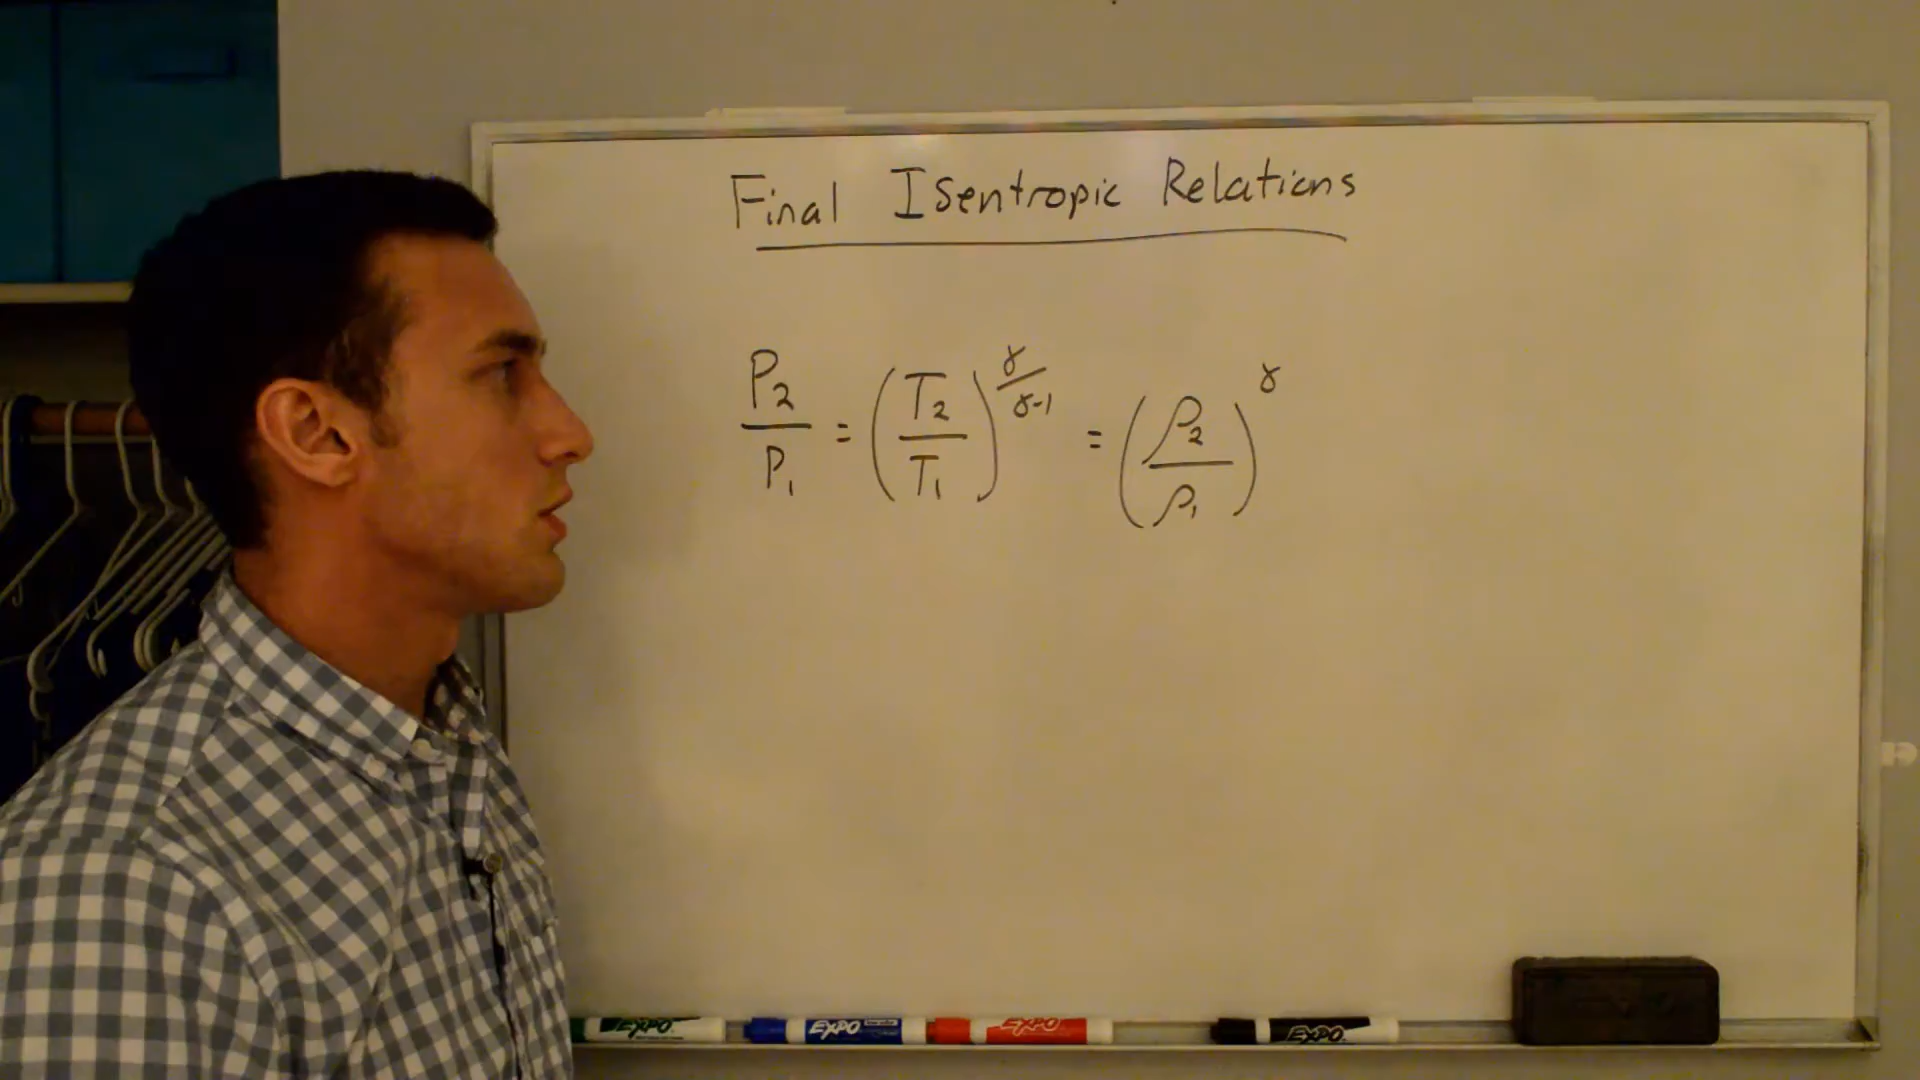 Final Isentropic Relations
P₂/P₁ = (T₂/T₁)^(γ/(γ-1)) = (ρ₂/ρ₁)^γ
EXPO EXPO EXPO EXPO